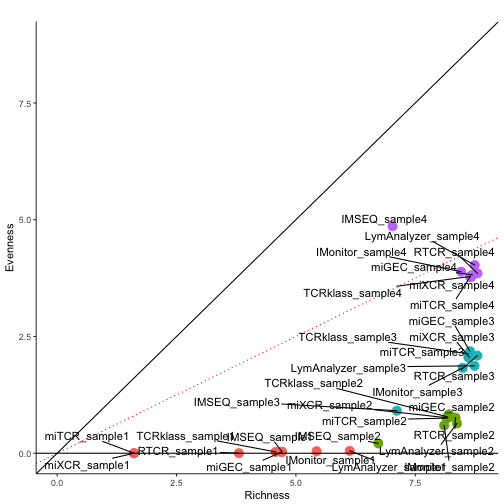 7.5
5.0
2.5
0.0
Evenness
IMSEQ_sample4
LymAnalyzer_sample4
IMonitor_sample4
RTCR_sample4
miGEC_sample4
miXCR_sample4
TCRklass_sample4
miTCR_sample4
miGEC_sample3
TCRklass_sample3
miXCR_sample3
miTCR_sample3
LymAnalyzer_sample3
RTCR_sample3
TCRklass_sample2
IMonitor_sample3
IMSEQ_sample3
miXCR_sample2
miGEC_sample2
miTCR_sample2
miTCR_sample1
TCRklass_sample1
IMSEQ_sample1
IMSEQ_sample2
RTCR_sample2
RTCR_sample1
LymAnalyzer_sample2
IMonitor_sample1
miXCR_sample1
miGEC_sample1
LymAnalyzer_sample1
0.0
2.5
5.0
7.5
Richness